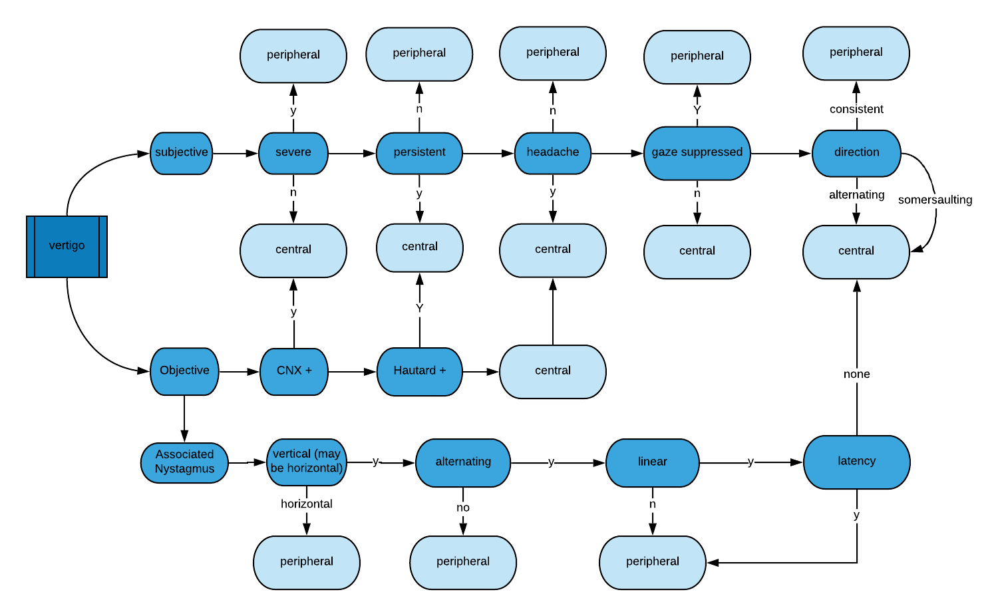 peripheral
peripheral
peripheral
peripheral
peripheral
y
n
n
Y
consistent
subjective
severe
persistent
headache
gaze suppressed
direction
n
y
y
n
alternating
somersaulting
vertigo
central
central
central
central
central
y
Y
Objective
CNX +
Hautard +
central
none
Associated
Nystagmus
vertical (may
be horizontal)
y
alternating
y
linear
y
latency
horizontal
no
n
y
peripheral
peripheral
peripheral